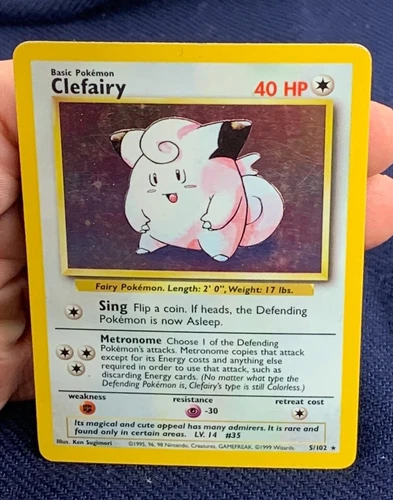 Basic Pokémon
Clefairy 40 HP
Fairy Pokémon. Length: 2' 0", Weight: 17 lbs.
Sing Flip a coin. If heads, the Defending
Pokémon is now Asleep.
Metronome Choose 1 of the Defending
Pokémon's attacks. Metronome copies that attack
except for its Energy costs and anything else
required in order to use that attack, such as
discarding Energy cards. (No matter what type the
Defending Pokémon is, Clefairy's type is still Colorless.)
weakness resistance retreat cost
-30
Its magical and cute appeal has many admirers. It is rare and
found only in certain areas. LV. 14 #35
Illus. Ken Sugimori ©1995, 96, 98 Nintendo, Creatures, GAMEFREAK. ©1999 Wizards. 5/102 ★